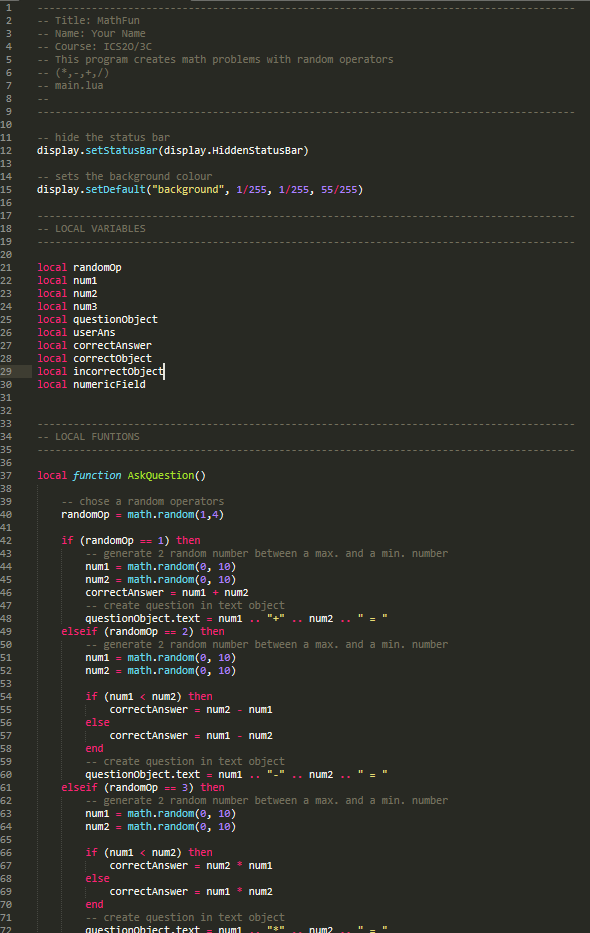 1 --------------------------------------------------------------------------------
2 -- Title: MathFun
3 -- Name: Your Name
4 -- Course: ICS2O/3C
5 -- This program creates math problems with random operators
6 -- (*,-,+,/)
7 -- main.lua
8 --
9 --------------------------------------------------------------------------------
10
11 -- hide the status bar
12 display.setStatusBar(display.HiddenStatusBar)
13
14 -- sets the background colour
15 display.setDefault("background", 1/255, 1/255, 55/255)
16
17 --------------------------------------------------------------------------------
18 -- LOCAL VARIABLES
19 --------------------------------------------------------------------------------
20
21 local randomOp
22 local num1
23 local num2
24 local num3
25 local questionObject
26 local userAns
27 local correctAnswer
28 local correctObject
29 local incorrectObject
30 local numericField
31
32
33 --------------------------------------------------------------------------------
34 -- LOCAL FUNTIONS
35 --------------------------------------------------------------------------------
36
37 local function AskQuestion()
38
39 -- chose a random operators
40 randomOp = math.random(1,4)
41
42 if (randomOp == 1) then
43 -- generate 2 random number between a max. and a min. number
44 num1 = math.random(0, 10)
45 num2 = math.random(0, 10)
46 correctAnswer = num1 + num2
47 -- create question in text object
48 questionObject.text = num1 .. "+" .. num2 .. " = "
49 elseif (randomOp == 2) then
50 -- generate 2 random number between a max. and a min. number
51 num1 = math.random(0, 10)
52 num2 = math.random(0, 10)
53
54 if (num1 < num2) then
55 correctAnswer = num2 - num1
56 else
57 correctAnswer = num1 - num2
58 end
59 -- create question in text object
60 questionObject.text = num1 .. "-" .. num2 .. " = "
61 elseif (randomOp == 3) then
62 -- generate 2 random number between a max. and a min. number
63 num1 = math.random(0, 10)
64 num2 = math.random(0, 10)
65
66 if (num1 < num2) then
67 correctAnswer = num2 * num1
68 else
69 correctAnswer = num1 * num2
70 end
71 -- create question in text object
72 questionObject.text = num1 .. "*" .. num2 .. " = "